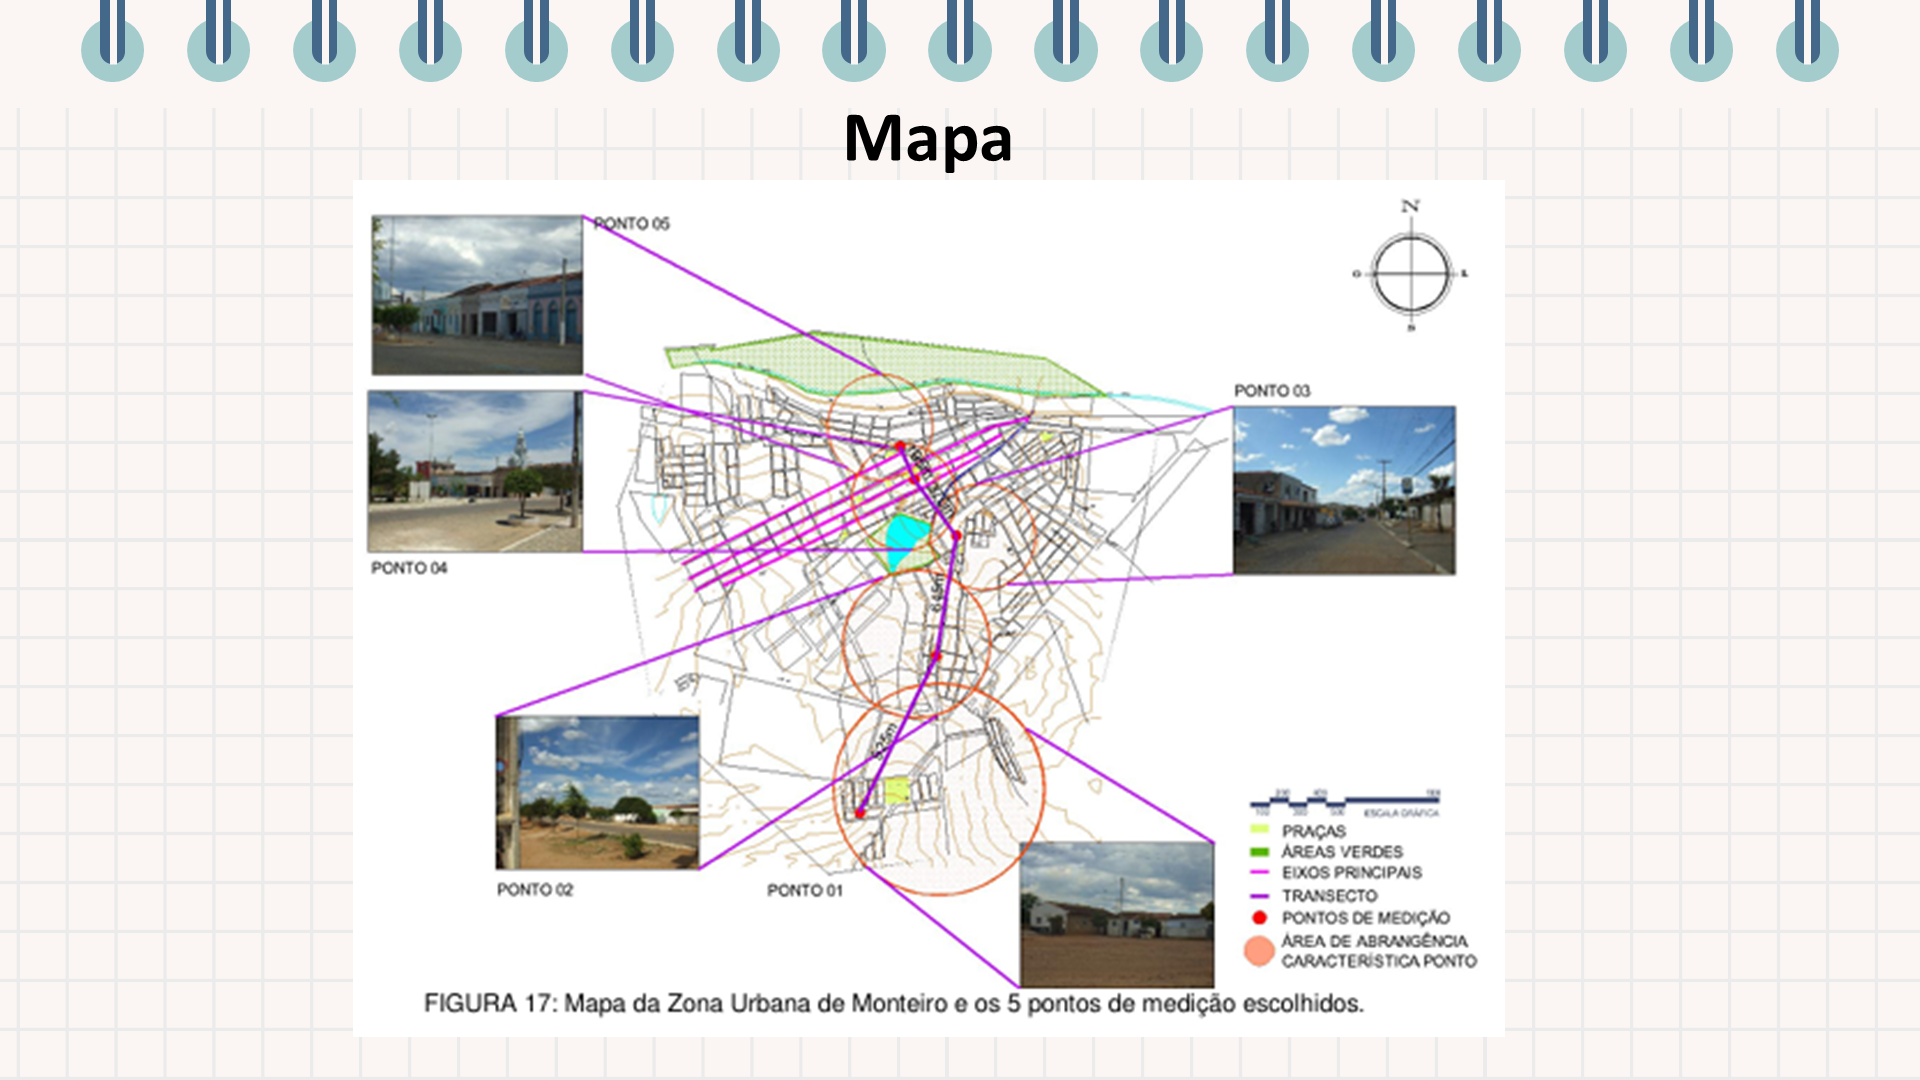 Mapa
PONTO 05
N
O
L
S
PONTO 03
PONTO 04
645m
525m
PONTO 02
PONTO 01
ESCALA GRÁFICA
PRAÇAS
ÁREAS VERDES
EIXOS PRINCIPAIS
TRANSECTO
PONTOS DE MEDIÇÃO
ÁREA DE ABRANGÊNCIA
CARACTERÍSTICA PONTO
FIGURA 17: Mapa da Zona Urbana de Monteiro e os 5 pontos de medição escolhidos.